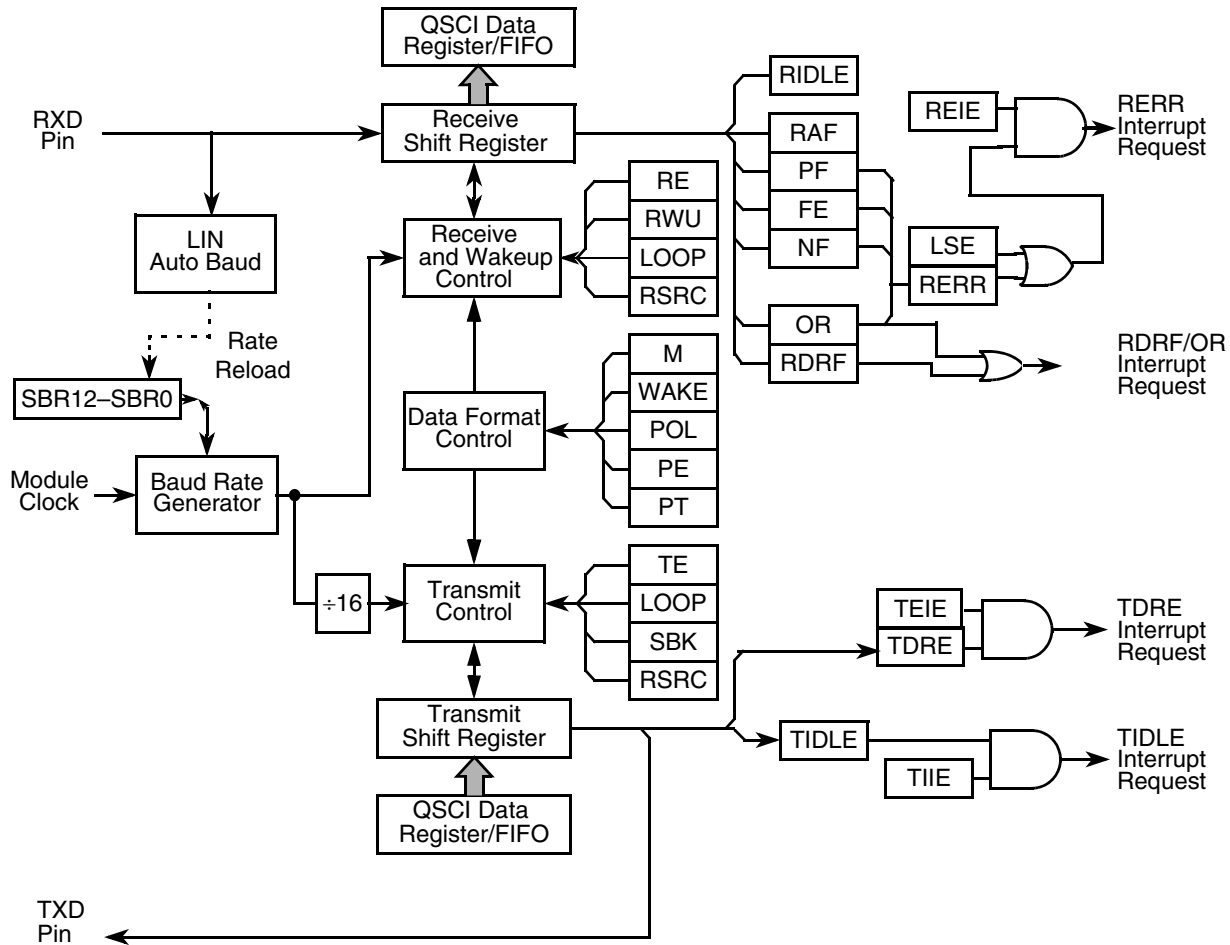 QSCI Data
Register/FIFO
RXD
Pin
Receive
Shift Register
RIDLE
RAF
PF
FE
NF
OR
RDRF
REIE
RERR
Interrupt
Request
LSE
RERR
RDRF/OR
Interrupt
Request
LIN
Auto Baud
Rate
Reload
SBR12–SBR0
Module
Clock
Baud Rate
Generator
Receive
and Wakeup
Control
RE
RWU
LOOP
RSRC
Data Format
Control
M
WAKE
POL
PE
PT
÷16
Transmit
Control
TE
LOOP
SBK
RSRC
TEIE
TDRE
TDRE
Interrupt
Request
Transmit
Shift Register
TIDLE
TIIE
TIDLE
Interrupt
Request
QSCI Data
Register/FIFO
TXD
Pin